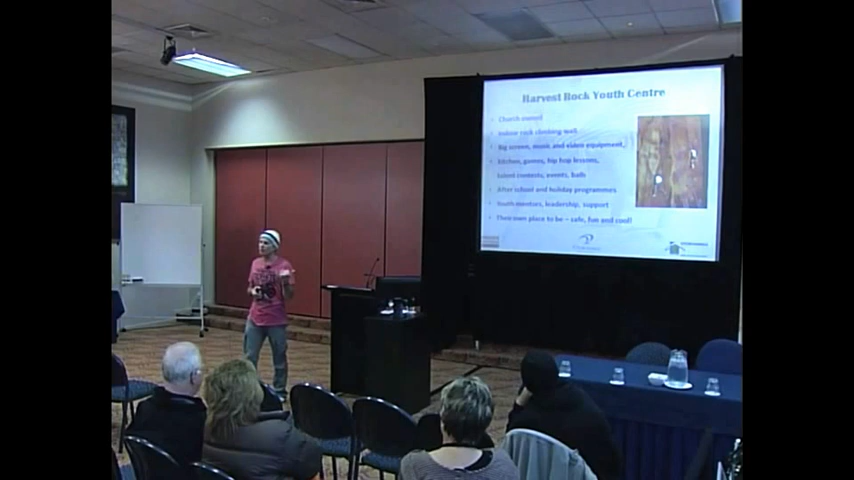 Harvest Rock Youth Centre
Church owned
Indoor rock climbing wall
Big screen, music and video equipment,
kitchen, games, hip hop lessons,
talent contests, events, balls
After school and holiday programmes
Youth mentors, leadership, support
Their own place to be – safe, fun and cool!